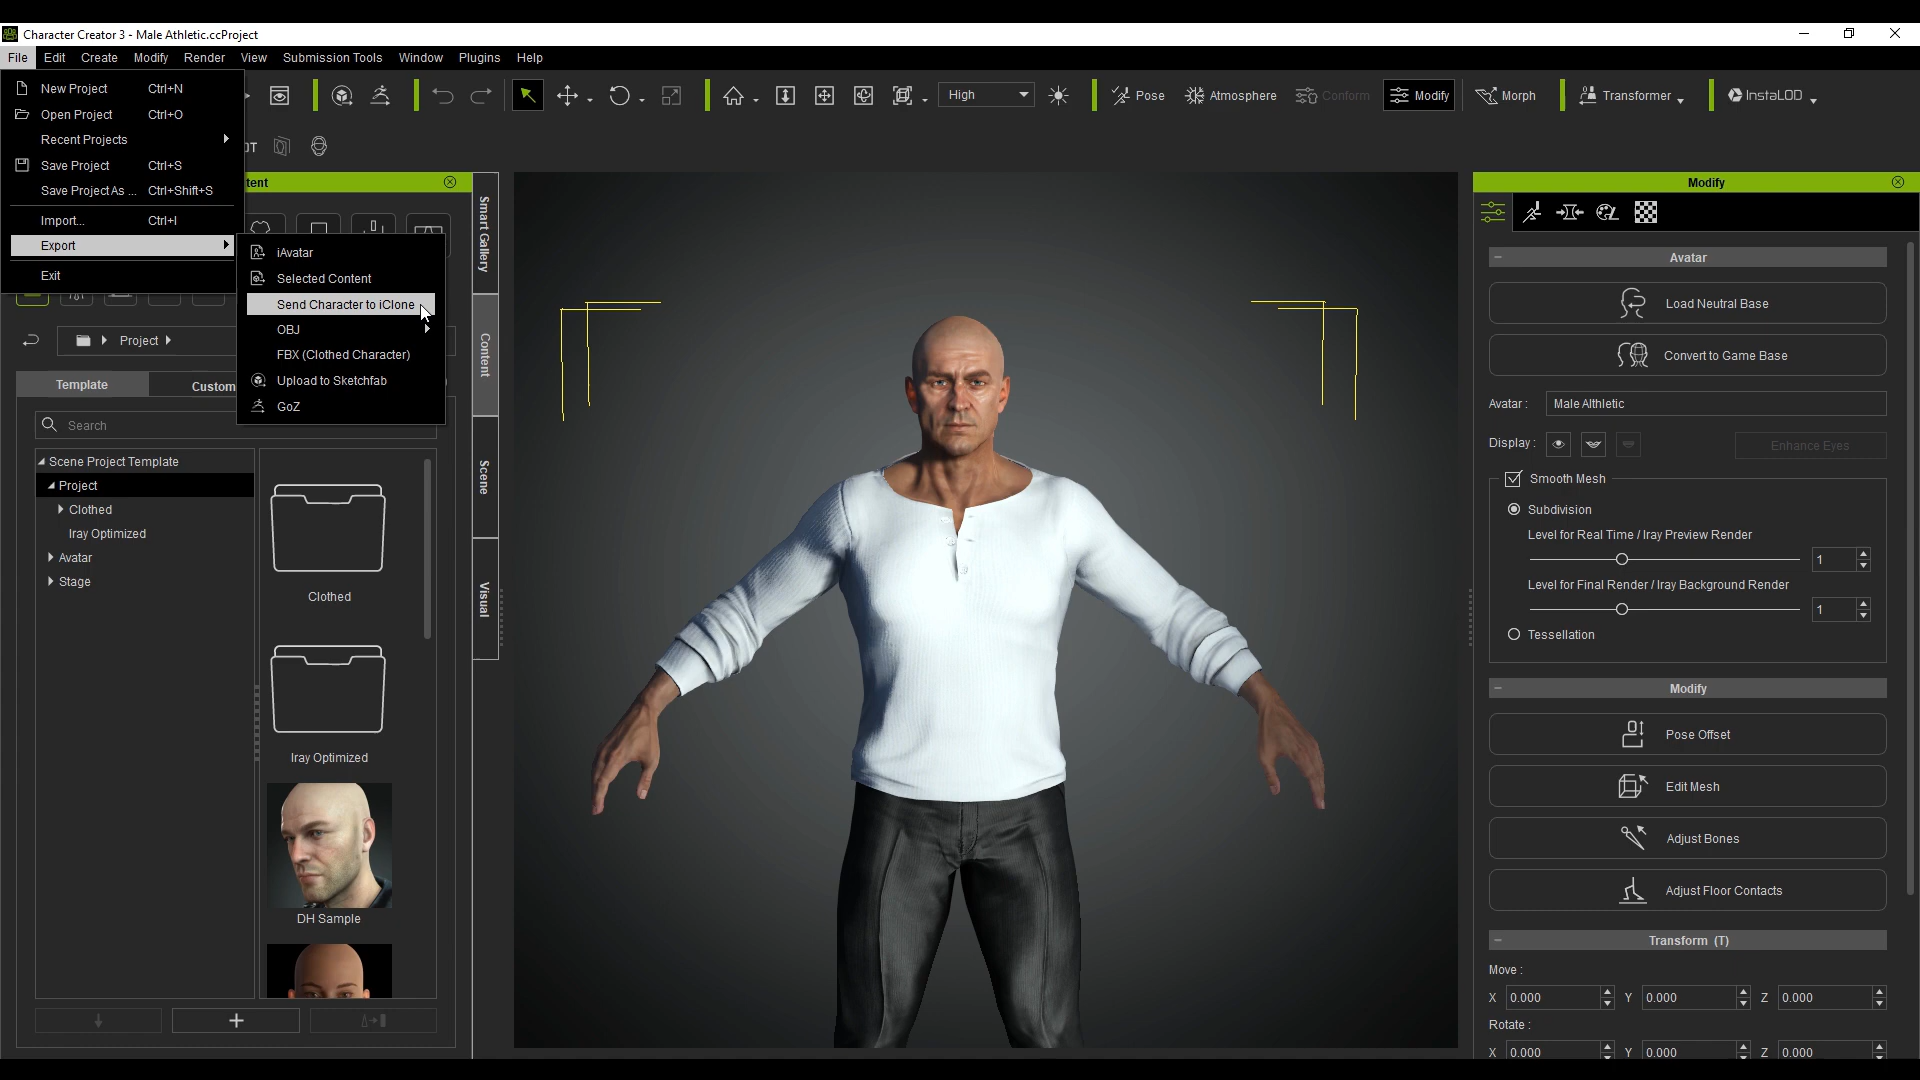 Character Creator 3 - Male Athletic.ccProject
File Edit Create Modify Render View Submission Tools Window Plugins Help
New Project Ctrl+N
Open Project Ctrl+O
Recent Projects
Save Project Ctrl+S
Save Project As ... Ctrl+Shift+S
Import... Ctrl+I
Export
Exit
iAvatar
Selected Content
Send Character to iClone
OBJ
FBX (Clothed Character)
Upload to Sketchfab
GoZ
High
Pose
Atmosphere
Conform
Modify
Morph
Transformer
InstaLOD
Project
Template
Custom
Search
Scene Project Template
Project
Clothed
Iray Optimized
Avatar
Stage
Clothed
Iray Optimized
DH Sample
Smart Gallery
Content
Scene
Visual
Modify
Avatar
Load Neutral Base
Convert to Game Base
Avatar : Male Athletic
Display :
Enhance Eyes
Smooth Mesh
Subdivision
Level for Real Time / Iray Preview Render
1
Level for Final Render / Iray Background Render
1
Tessellation
Modify
Pose Offset
Edit Mesh
Adjust Bones
Adjust Floor Contacts
Transform (T)
Move :
X 0.000 Y 0.000 Z 0.000
Rotate :
X 0.000 Y 0.000 Z 0.000